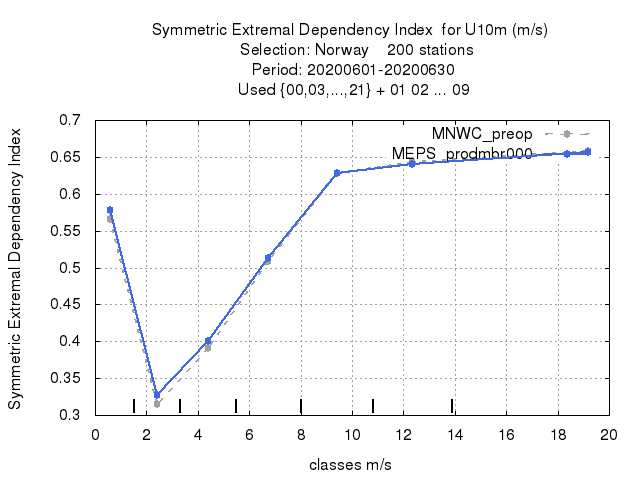 Symmetric Extremal Dependency Index for U10m (m/s)
Selection: Norway 200 stations
Period: 20200601-20200630
Used {00,03,...,21} + 01 02 ... 09
Symmetric Extremal Dependency Index
0.7
0.65
0.6
0.55
0.5
0.45
0.4
0.35
0.3
MNWC_preop
MEPS_prodmbr000
0 2 4 6 8 10 12 14 16 18 20
classes m/s